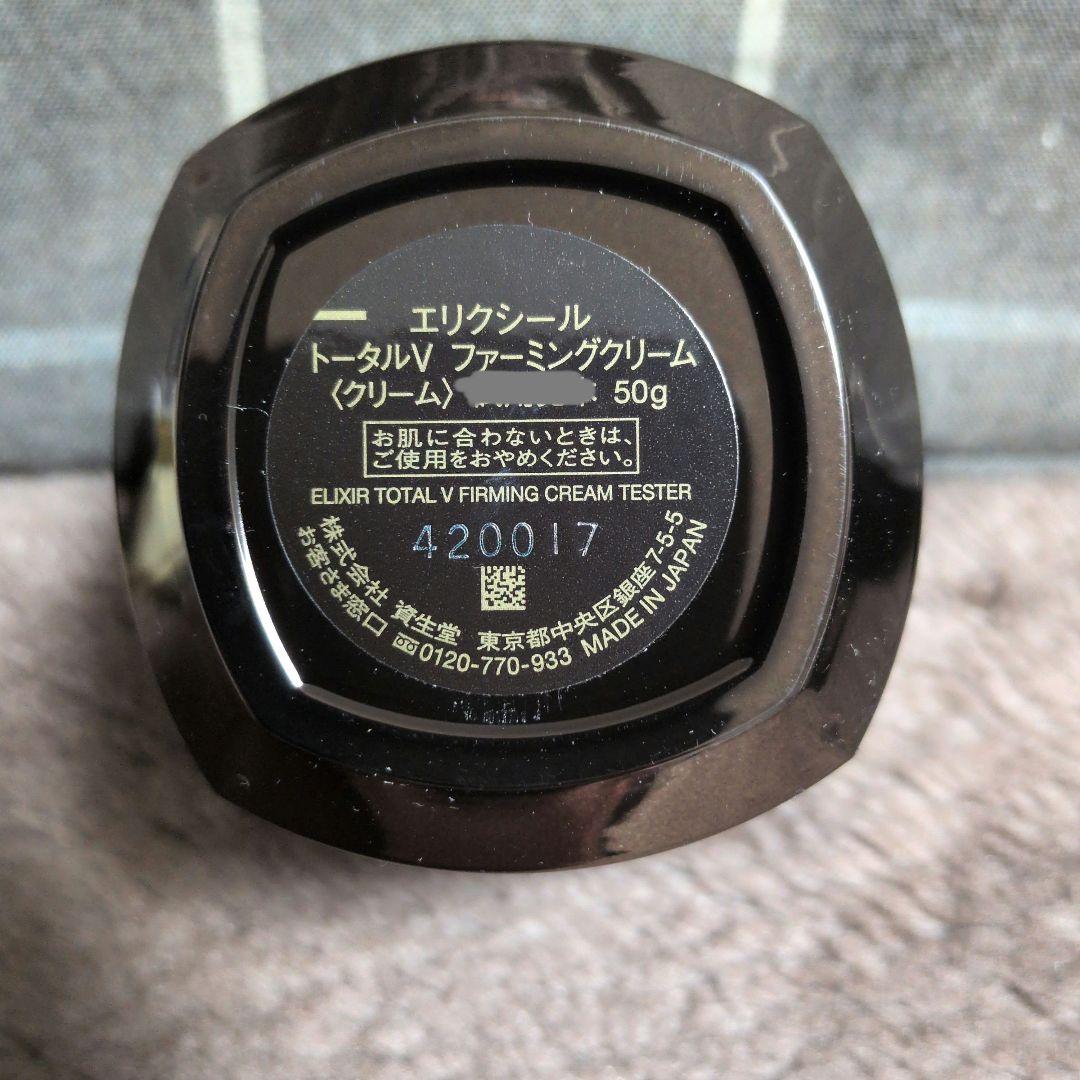 エリクシール
トータルV ファーミングクリーム
〈クリーム〉 50g
お肌に合わないときは、
ご使用をおやめください。
ELIXIR TOTAL V FIRMING CREAM TESTER
420017
株式会社 資生堂 東京都中央区銀座7-5-5
お客さま窓口 0120-770-933 MADE IN JAPAN